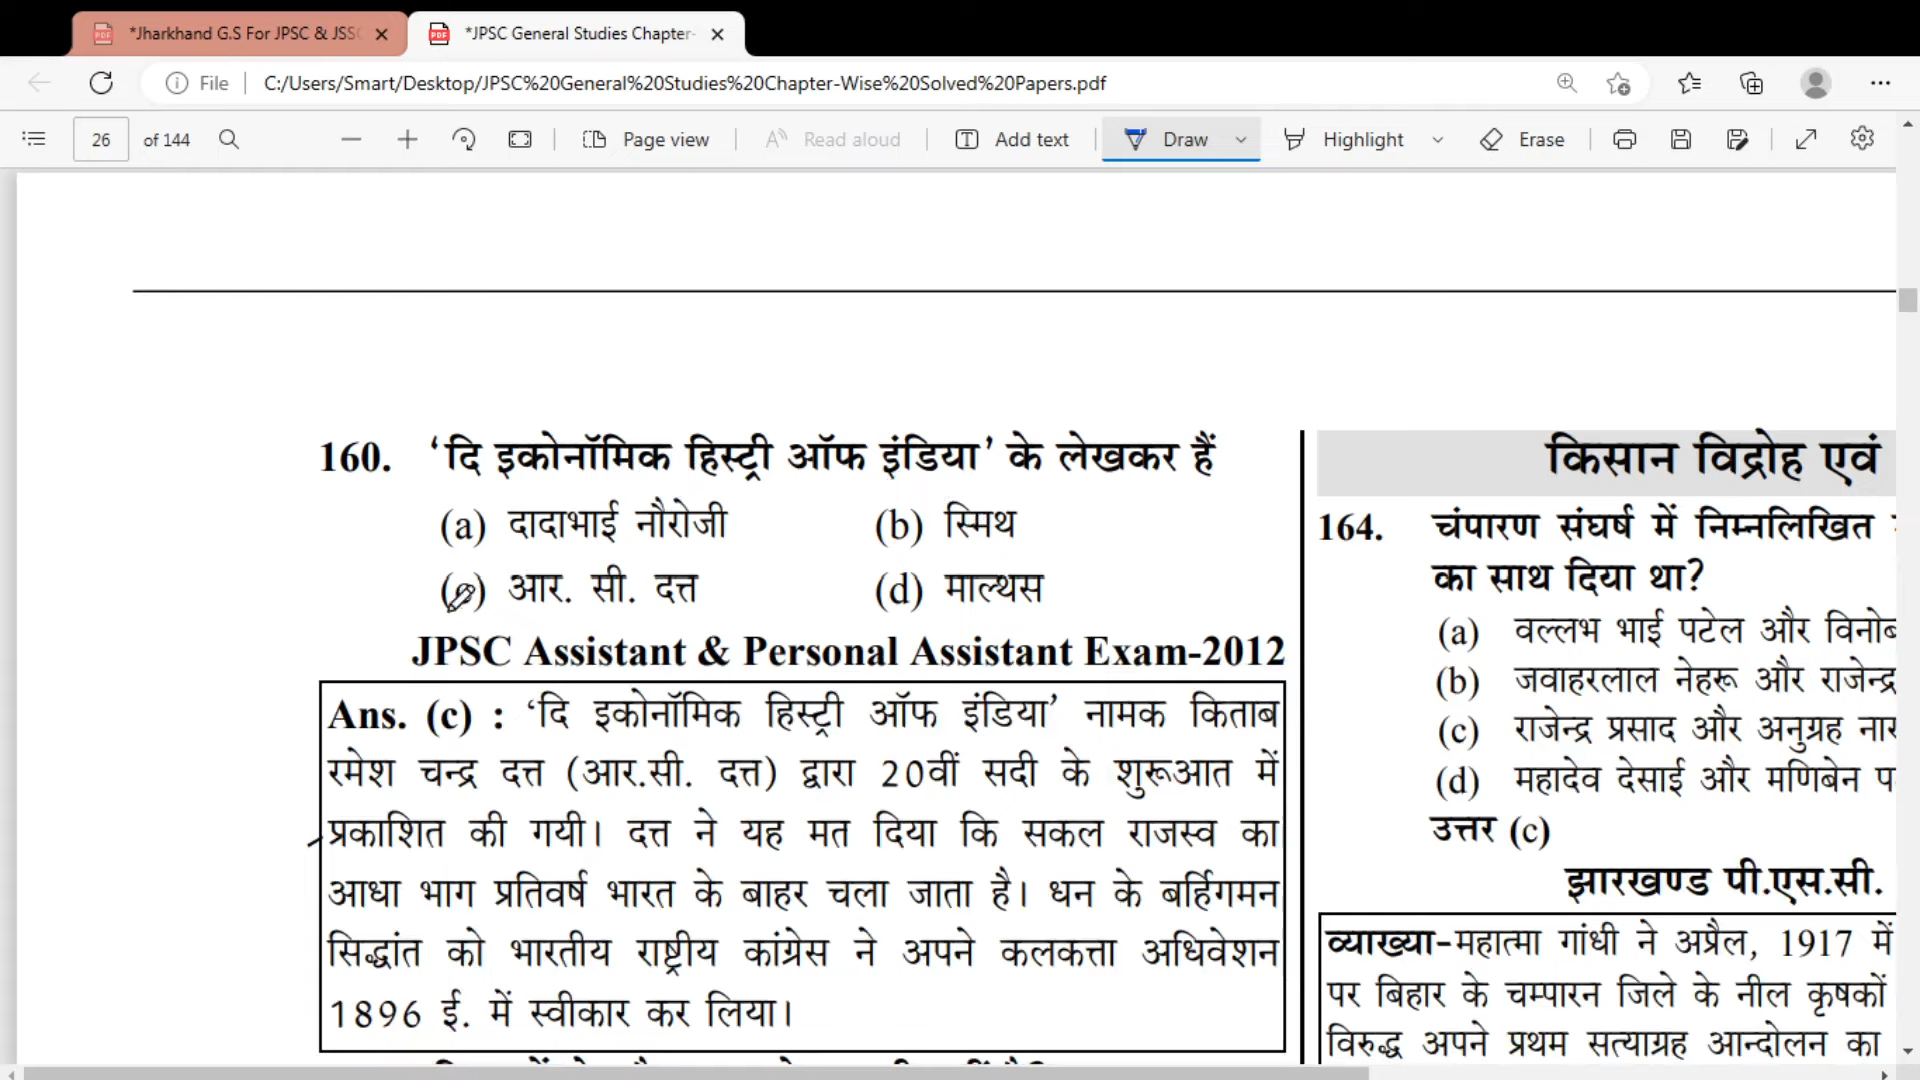 *Jharkhand G.S For JPSC & JSSC
*JPSC General Studies Chapter-
File
C:/Users/Smart/Desktop/JPSC%20General%20Studies%20Chapter-Wise%20Solved%20Papers.pdf
26 of 144
Page view
Read aloud
Add text
Draw
Highlight
Erase
160. ‘दि इकोनॉमिक हिस्ट्री ऑफ इंडिया’ के लेखकर हैं
(a) दादाभाई नौरोजी (b) स्मिथ
आर. सी. दत्त (d) माल्थस
JPSC Assistant & Personal Assistant Exam-2012
Ans. (c) : ‘दि इकोनॉमिक हिस्ट्री ऑफ इंडिया’ नामक किताब
रमेश चन्द्र दत्त (आर.सी. दत्त) द्वारा 20वीं सदी के शुरूआत में
प्रकाशित की गयी। दत्त ने यह मत दिया कि सकल राजस्व का
आधा भाग प्रतिवर्ष भारत के बाहर चला जाता है। धन के बर्हिगमन
सिद्धांत को भारतीय राष्ट्रीय कांग्रेस ने अपने कलकत्ता अधिवेशन
1896 ई. में स्वीकार कर लिया।
किसान विद्रोह एवं
164. चंपारण संघर्ष में निम्नलिखित
का साथ दिया था?
(a) वल्लभ भाई पटेल और
(b) जवाहरलाल नेहरू और राजेन्द्र
(c) राजेन्द्र प्रसाद और अनुग्रह
(d) महादेव देसाई और मणिबेन
उत्तर (c)
झारखण्ड पी.एस.सी.
व्याख्या-महात्मा गांधी ने अप्रैल, 1917 में
पर बिहार के चम्पारन जिले के नील कृषकों
विरुद्ध अपने प्रथम सत्याग्रह आन्दोलन का